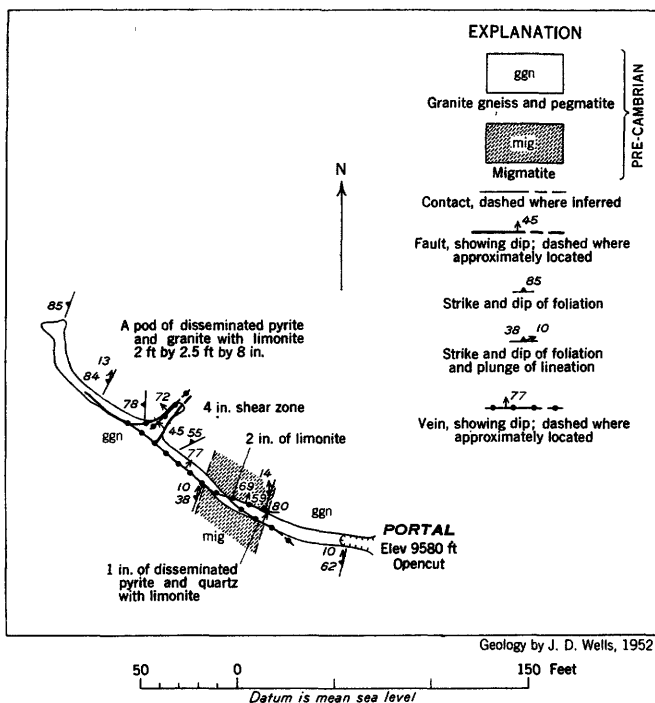 EXPLANATION
ggn
Granite gneiss and pegmatite
mig
Migmatite
PRE-CAMBRIAN
Contact, dashed where inferred
45
Fault, showing dip; dashed where
approximately located
85
Strike and dip of foliation
38 10
Strike and dip of foliation
and plunge of lineation
77
Vein, showing dip; dashed where
approximately located
N
85
A pod of disseminated pyrite
and granite with limonite
2 ft by 2.5 ft by 8 in.
13
84
78
72
4 in. shear zone
ggn
45
55
77
2 in. of limonite
10
38
69
59
14
80
ggn
mig
PORTAL
Elev 9580 ft
Opencut
10
62
1 in. of disseminated
pyrite and quartz
with limonite
Geology by J. D. Wells, 1952
50 0 150 Feet
Datum is mean sea level